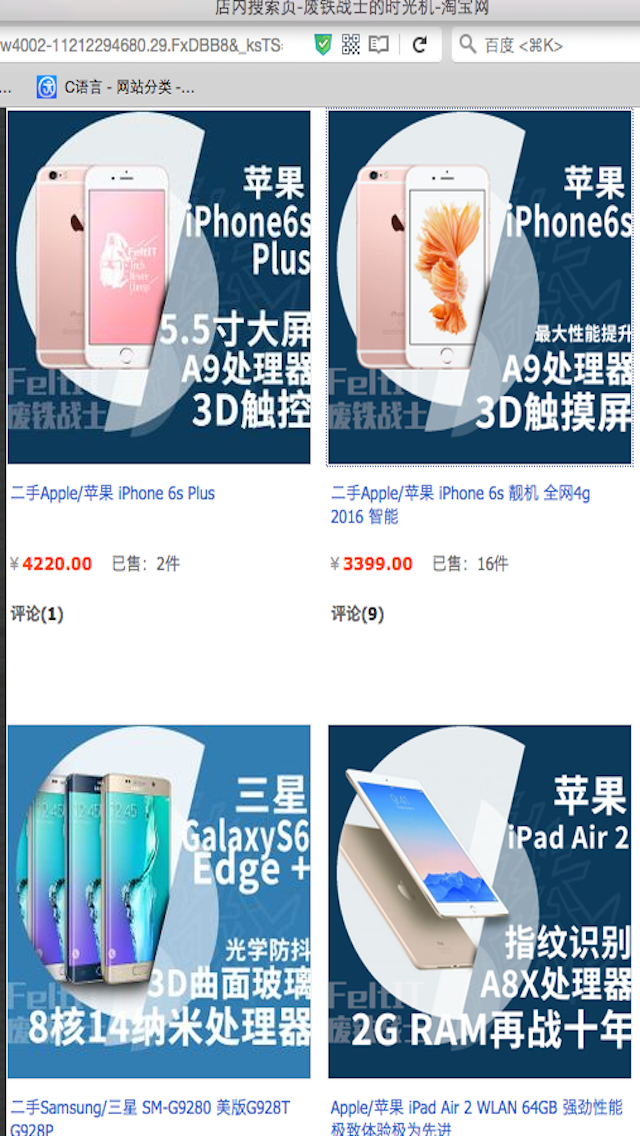 店内搜索页-废铁战士的时光机-淘宝网
w4002-11212294680.29.FxDBB8&_ksTS:
百度 <⌘K>
... C语言 - 网站分类 -...
苹果
iPhone6s
Plus
5.5寸大屏
A9处理器
3D触控
FeltIT
废铁战士
苹果
iPhone6s
最大性能提升
A9处理器
3D触摸屏
FeltIT
废铁战士
二手Apple/苹果 iPhone 6s Plus
¥4220.00 已售：2件
评论(1)
二手Apple/苹果 iPhone 6s 靓机 全网4g
2016 智能
¥3399.00 已售：16件
评论(9)
三星
GalaxyS6
Edge +
光学防抖
3D曲面玻璃
8核14纳米处理器
FeltIT
废铁战士
苹果
iPad Air 2
指纹识别
A8X处理器
2G RAM再战十年
FeltIT
废铁战士
二手Samsung/三星 SM-G9280 美版G928T
G928P
Apple/苹果 iPad Air 2 WLAN 64GB 强劲性能
极致体验极为先进